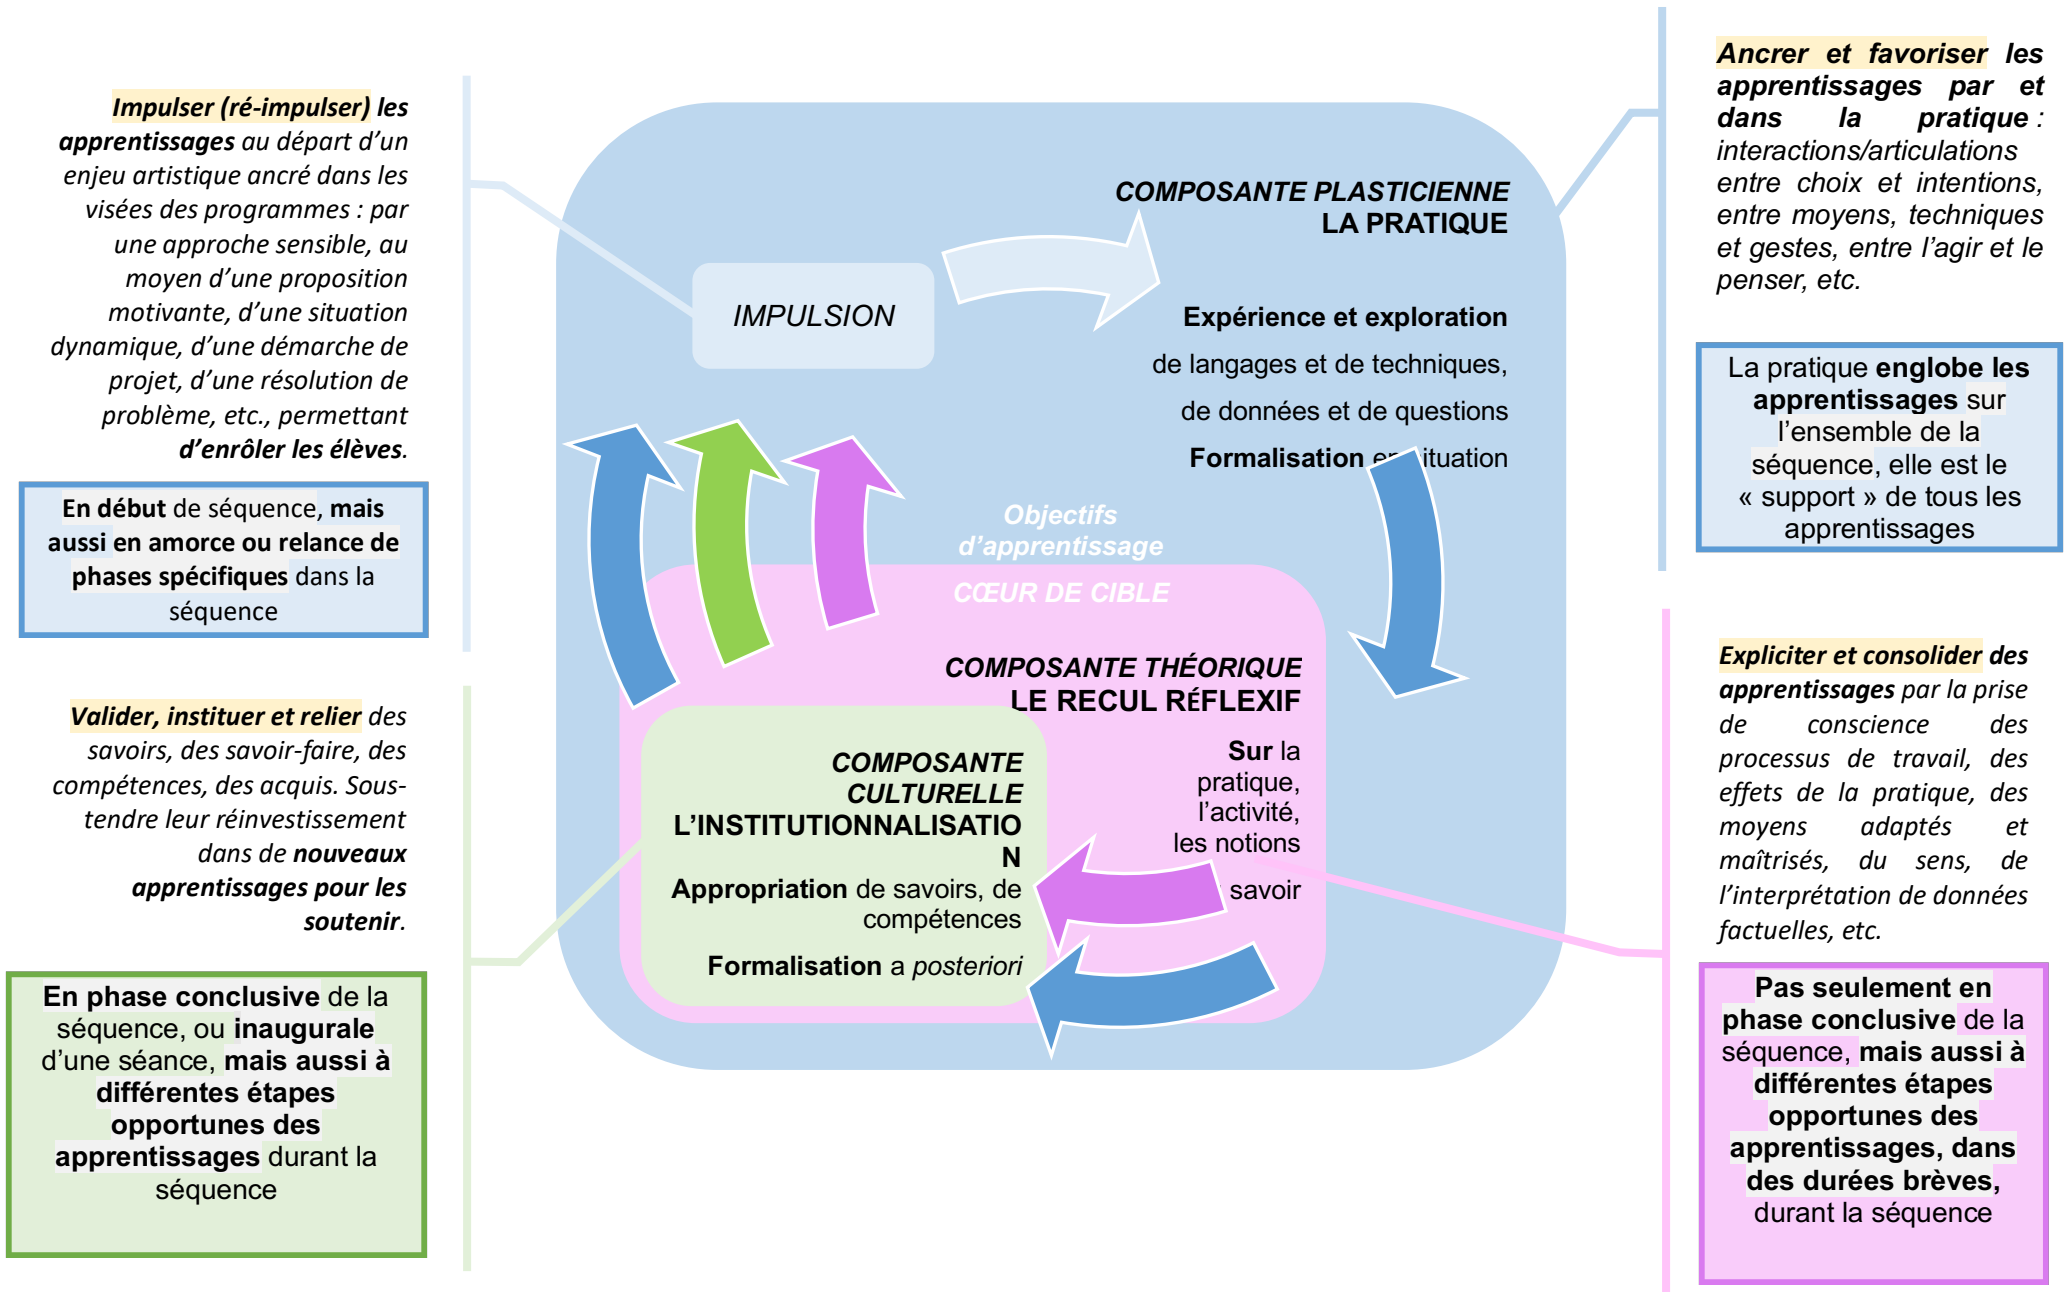 Impulser (ré-impulser) les
apprentissages au départ d’un
enjeu artistique ancré dans les
visées des programmes : par
une approche sensible, au
moyen d’une proposition
motivante, d’une situation
dynamique, d’une démarche de
projet, d’une résolution de
problème, etc., permettant
d’enrôler les élèves.
En début de séquence, mais
aussi en amorce ou relance de
phases spécifiques dans la
séquence
Valider, instituer et relier des
savoirs, des savoir-faire, des
compétences, des acquis. Sous-
tendre leur réinvestissement
dans de nouveaux
apprentissages pour les
soutenir.
En phase conclusive de la
séquence, ou inaugurale
d’une séance, mais aussi à
différentes étapes
opportunes des
apprentissages durant la
séquence
COMPOSANTE PLASTICIENNE
LA PRATIQUE
IMPULSION
Expérience et exploration
de langages et de techniques,
de données et de questions
Formalisation en situation
Objectifs
d’apprentissage
CŒUR DE CIBLE
COMPOSANTE THÉORIQUE
LE RECUL RÉFLEXIF
Sur la
pratique,
l’activité,
les notions
savoir
COMPOSANTE
CULTURELLE
L’INSTITUTIONNALISATIO
N
Appropriation de savoirs, de
compétences
Formalisation a posteriori
Ancrer et favoriser les
apprentissages par et
dans la pratique :
interactions/articulations
entre choix et intentions,
entre moyens, techniques
et gestes, entre l’agir et le
penser, etc.
La pratique englobe les
apprentissages sur
l’ensemble de la
séquence, elle est le
« support » de tous les
apprentissages
Expliciter et consolider des
apprentissages par la prise
de conscience des
processus de travail, des
effets de la pratique, des
moyens adaptés et
maîtrisés, du sens, de
l’interprétation de données
factuelles, etc.
Pas seulement en
phase conclusive de la
séquence, mais aussi à
différentes étapes
opportunes des
apprentissages, dans
des durées brèves,
durant la séquence